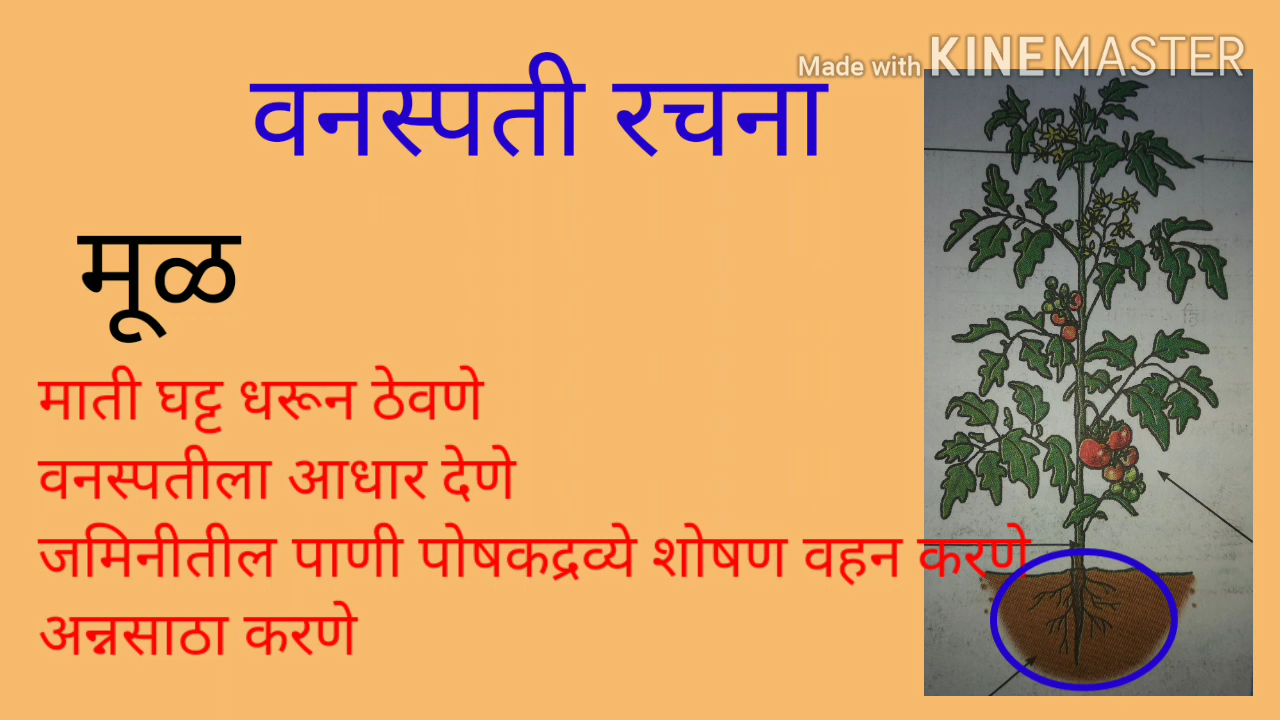 Made with KINEMASTER
वनस्पती रचना
मूळ
माती घट्ट धरून ठेवणे
वनस्पतीला आधार देणे
जमिनीतील पाणी पोषकद्रव्ये शोषण वहन करणे
अन्नसाठा करणे